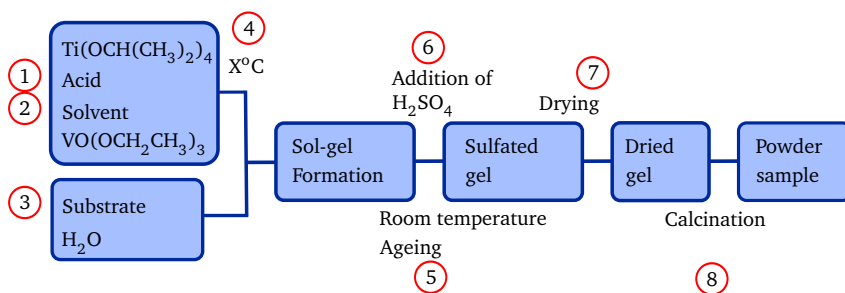 4
Ti(OCH(CH₃)₂)₄
X°C
1
Acid
2
Solvent
VO(OCH₂CH₃)₃
3
Substrate
H₂O
Sol-gel
Formation
6
Addition of
H₂SO₄
Sulfated
gel
Room temperature
Ageing
5
7
Drying
Dried
gel
Calcination
8
Powder
sample